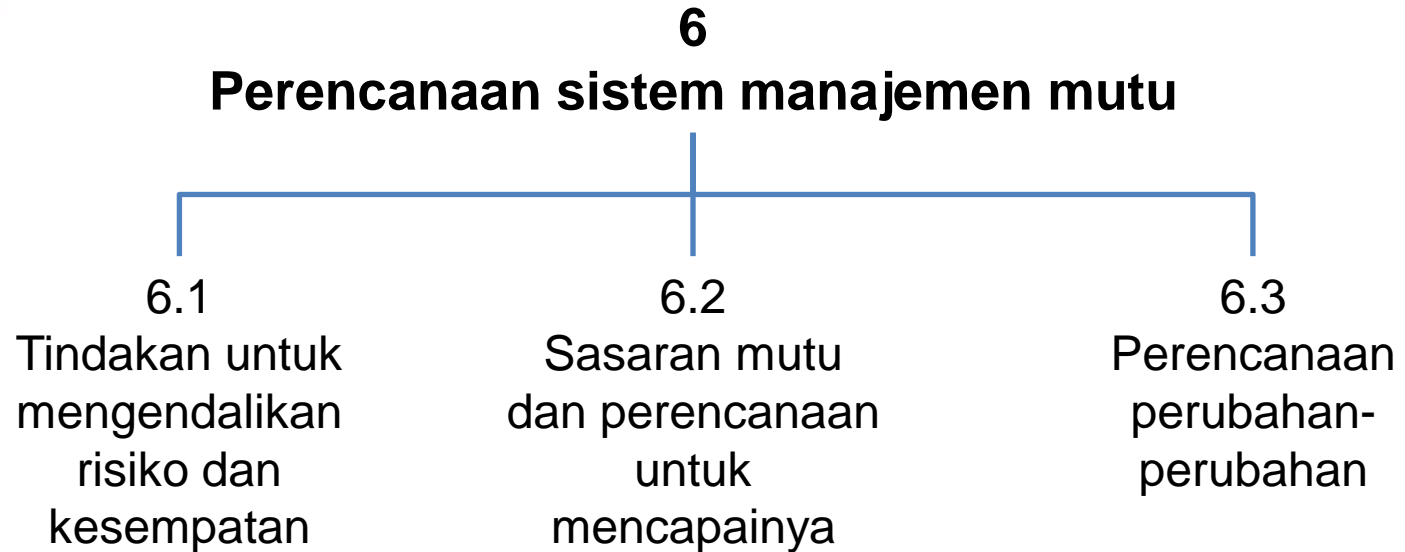 6
Perencanaan sistem manajemen mutu
6.1
Tindakan untuk
mengendalikan
risiko dan
kesempatan
6.2
Sasaran mutu
dan perencanaan
untuk
mencapainya
6.3
Perencanaan
perubahan-
perubahan